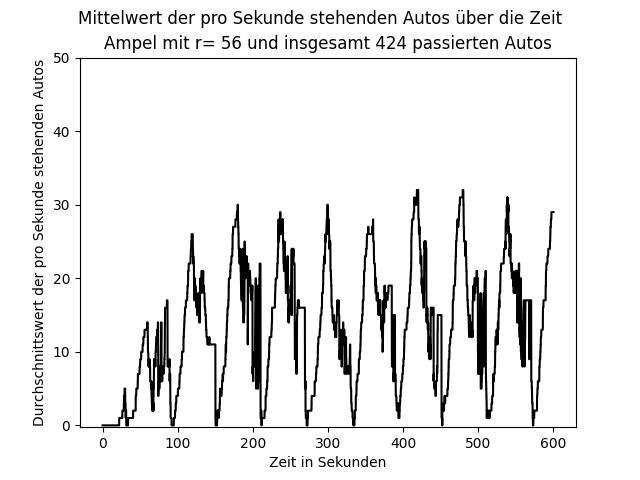 Mittelwert der pro Sekunde stehenden Autos über die Zeit
Ampel mit r= 56 und insgesamt 424 passierten Autos
Durchschnittswert der pro Sekunde stehenden Autos
50
40
30
20
10
0
0 100 200 300 400 500 600
Zeit in Sekunden